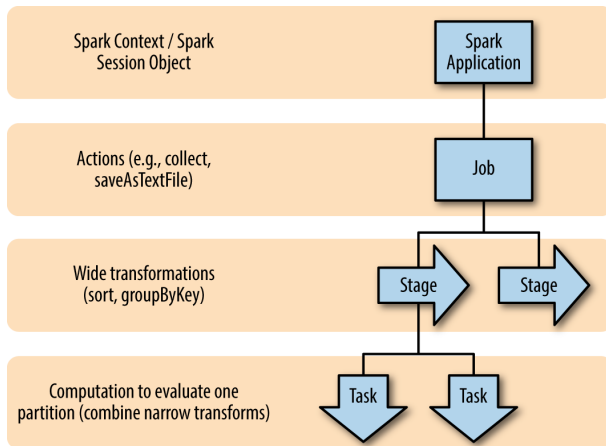 Spark Context / Spark
Session Object
Spark
Application
Actions (e.g., collect,
saveAsTextFile)
Job
Wide transformations
(sort, groupByKey)
Stage
Stage
Computation to evaluate one
partition (combine narrow transforms)
Task
Task